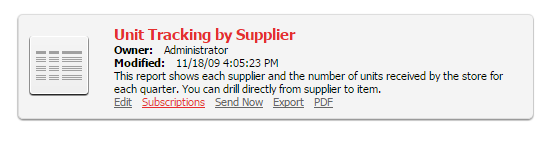 Unit Tracking by Supplier
Owner: Administrator
Modified: 11/18/09 4:05:23 PM
This report shows each supplier and the number of units received by the store for
each quarter. You can drill directly from supplier to item.
Edit Subscriptions Send Now Export PDF